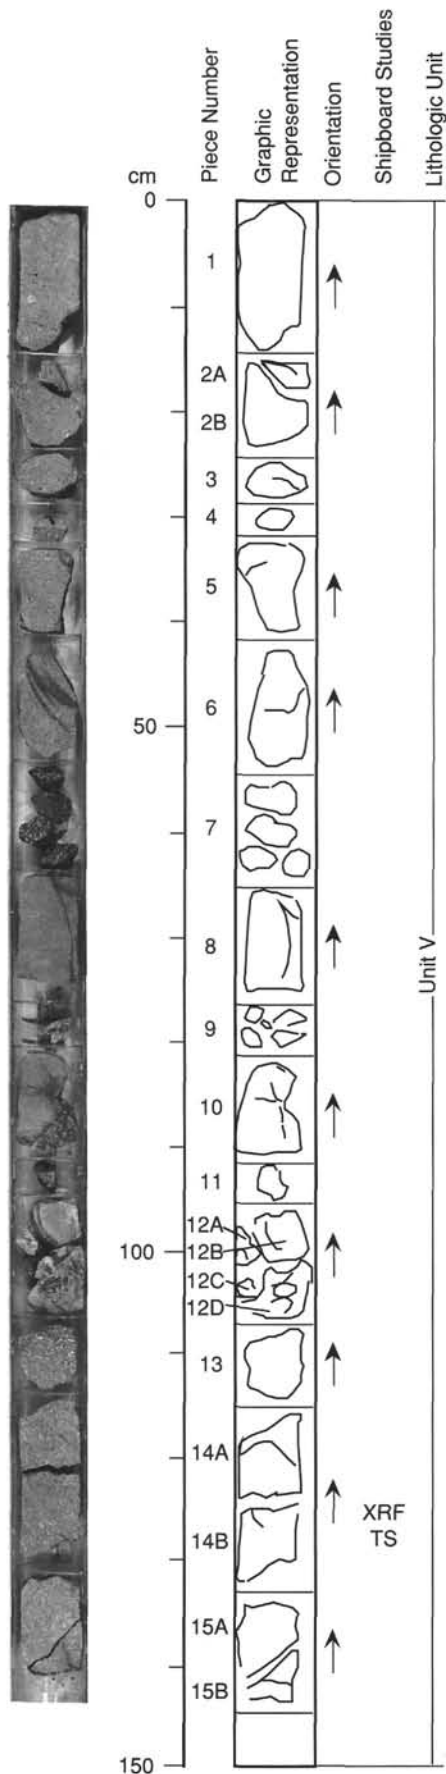 cm
Piece Number
Graphic
Representation
Orientation
Shipboard Studies
Lithologic Unit
0
1
2A
2B
3
4
5
6
50
7
8
Unit V
9
10
11
12A
12B
100
12C
12D
13
14A
XRF
TS
14B
15A
15B
150